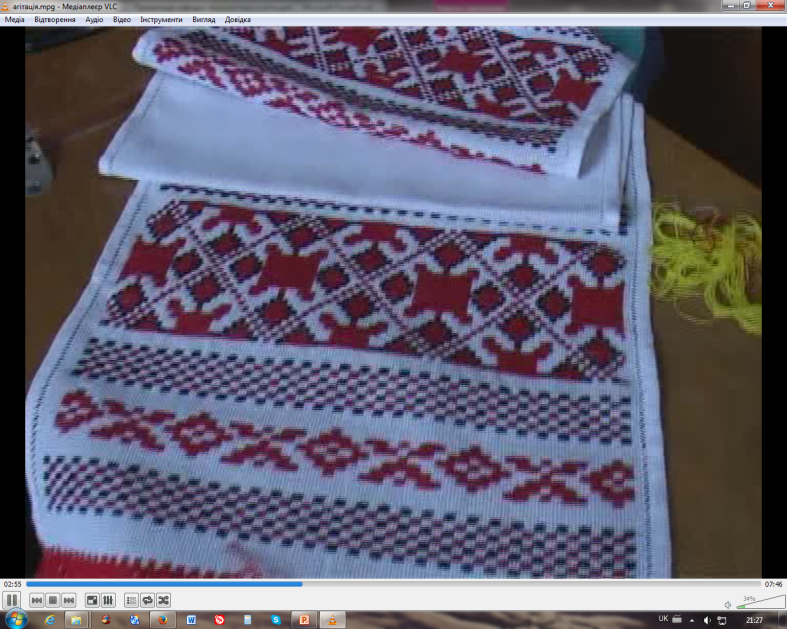 агітація.mpg - Медіаплеєр VLC
Медіа Відтворення Аудіо Відео Інструменти Вигляд Довідка
02:55 07:46
34%
UK 21:27